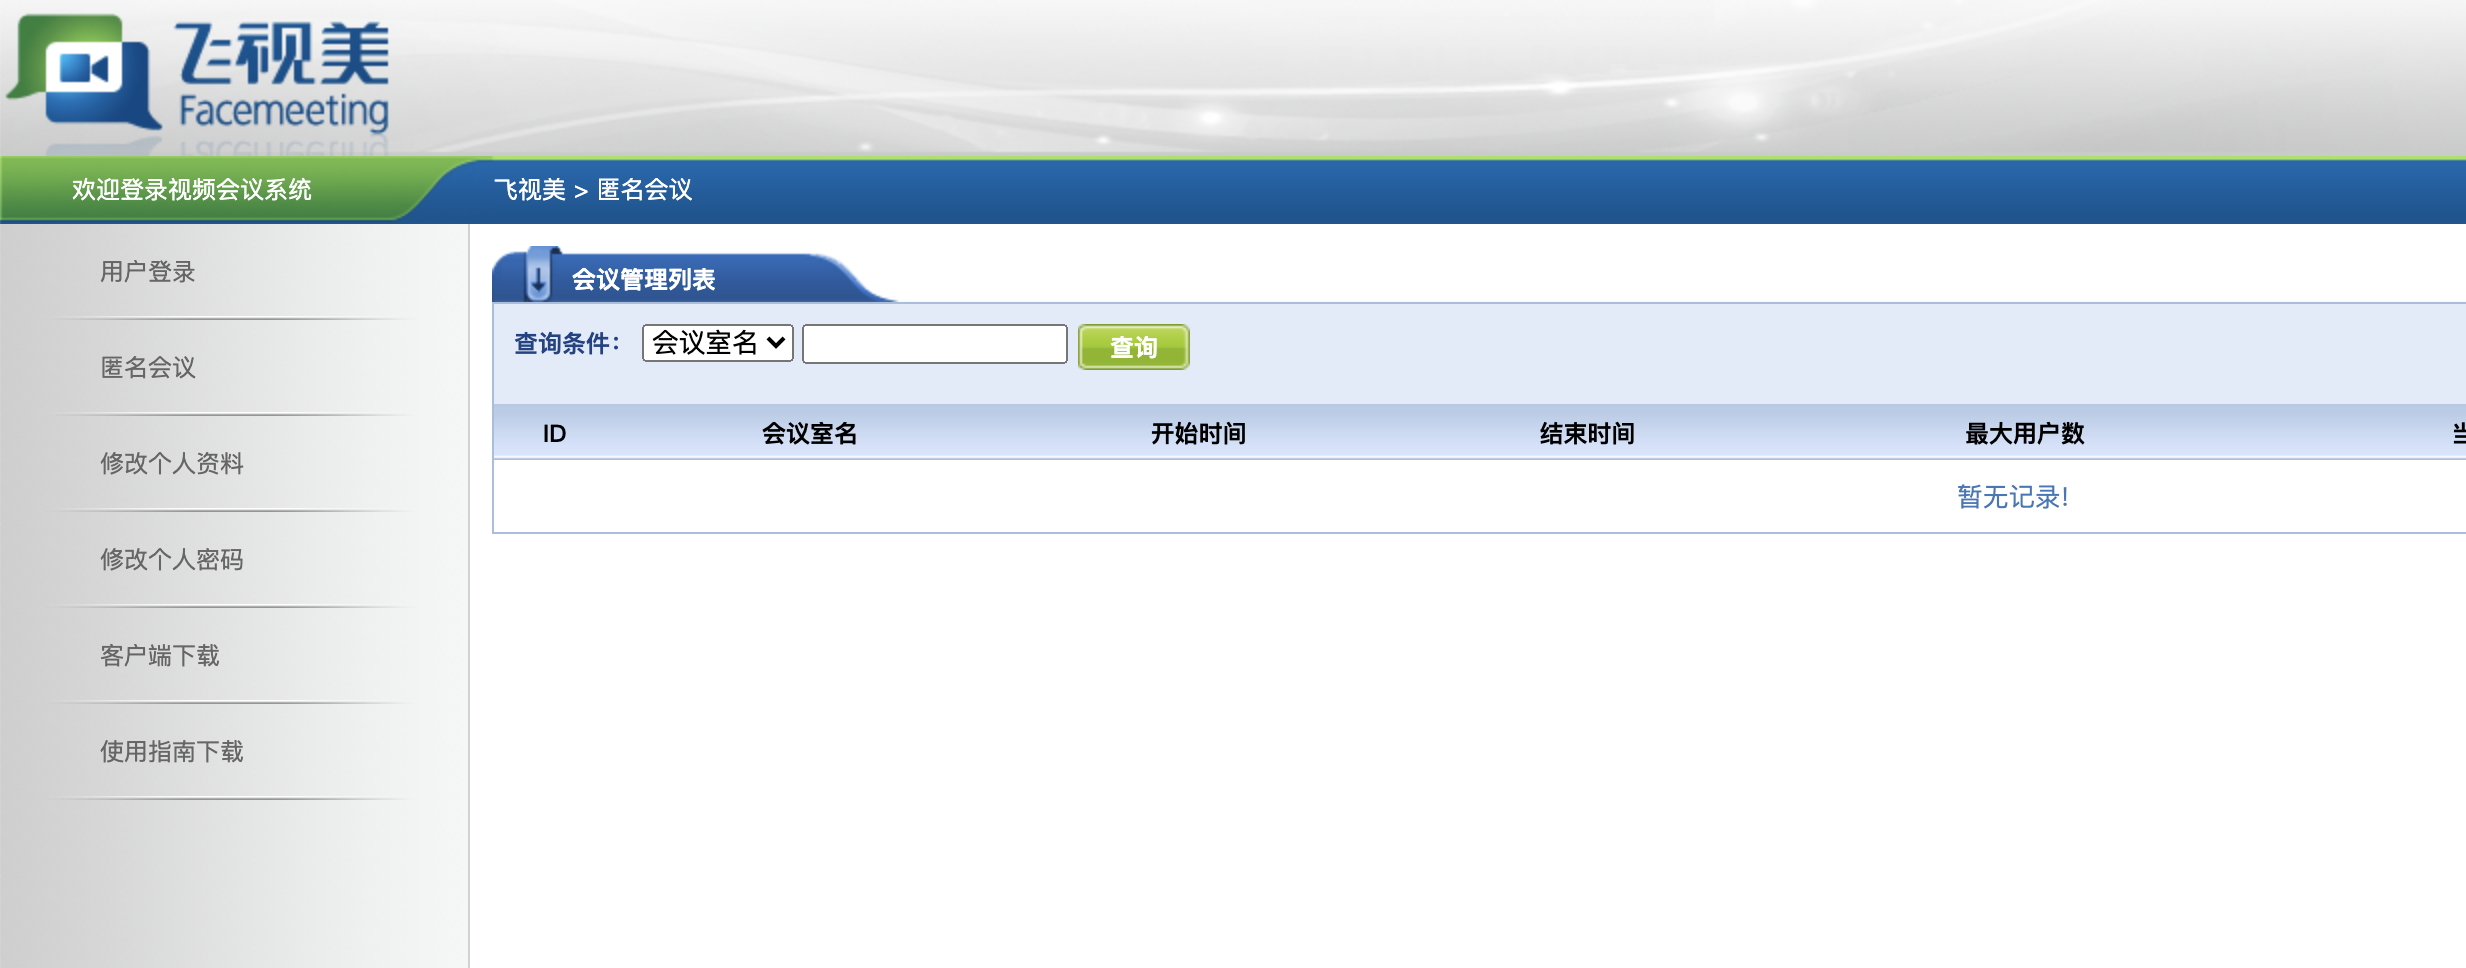 飞视美
Facemeeting
欢迎登录视频会议系统
飞视美 > 匿名会议
用户登录
匿名会议
修改个人资料
修改个人密码
客户端下载
使用指南下载
会议管理列表
查询条件： 会议室名 查询
ID 会议室名 开始时间 结束时间 最大用户数
暂无记录!